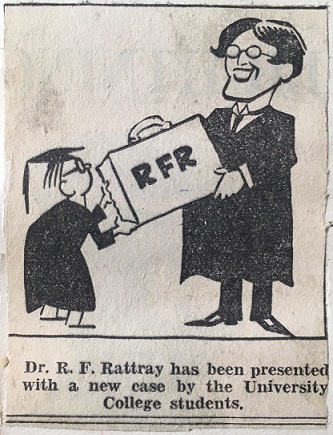 RFR
Dr. R. F. Rattray has been presented
with a new case by the University
College students.